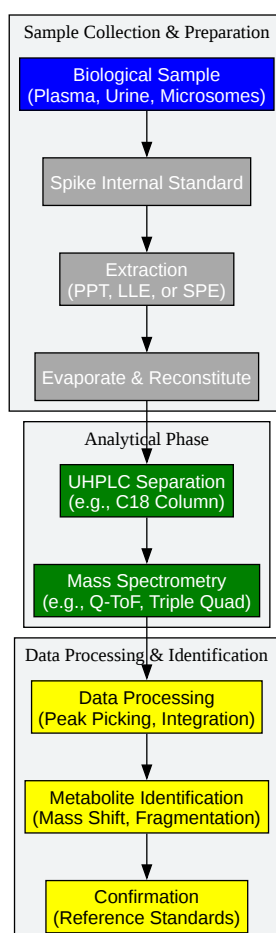 Sample Collection & Preparation
Biological Sample
(Plasma, Urine, Microsomes)
Spike Internal Standard
Extraction
(PPT, LLE, or SPE)
Evaporate & Reconstitute
Analytical Phase
UHPLC Separation
(e.g., C18 Column)
Mass Spectrometry
(e.g., Q-ToF, Triple Quad)
Data Processing & Identification
Data Processing
(Peak Picking, Integration)
Metabolite Identification
(Mass Shift, Fragmentation)
Confirmation
(Reference Standards)